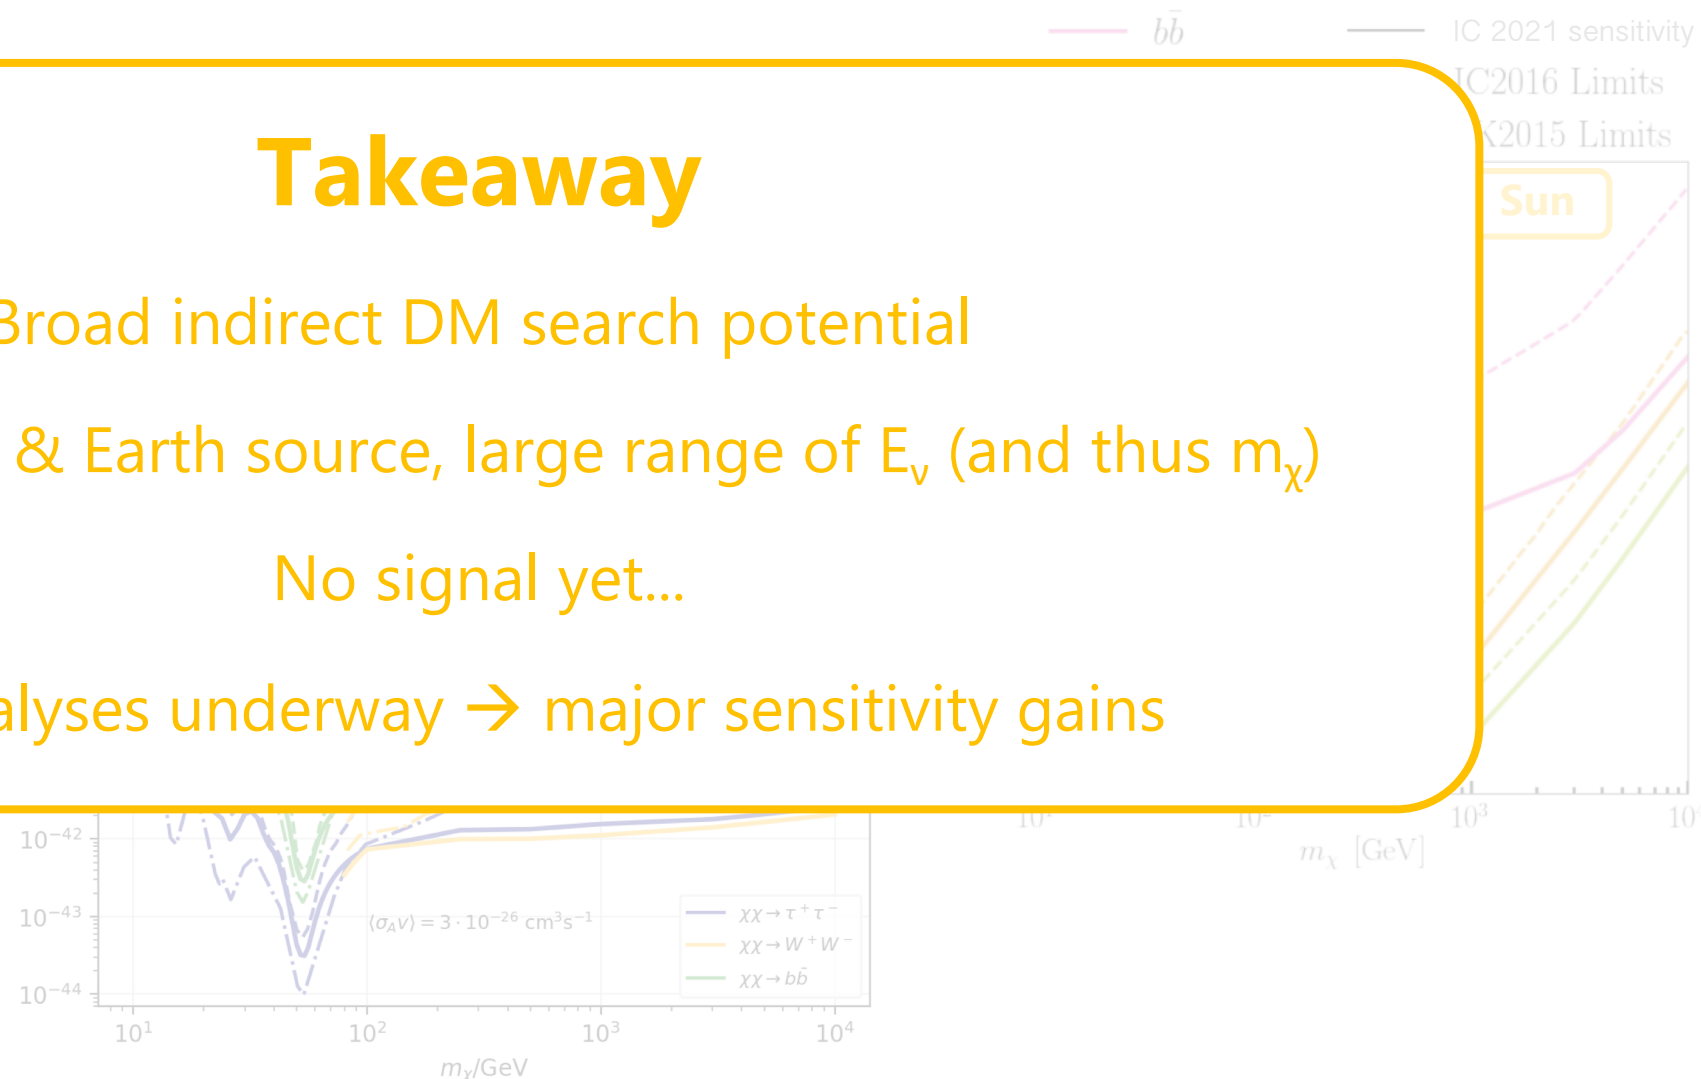 bb̄
IC 2021 sensitivity
IC2016 Limits
K2015 Limits
Takeaway
Sun
Broad indirect DM search potential
& Earth source, large range of Eν (and thus mχ)
No signal yet...
alyses underway → major sensitivity gains
10³
mχ [GeV]
10⁻⁴²
10⁻⁴³
10⁻⁴⁴
⟨σ_A v⟩ = 3 · 10⁻²⁶ cm³s⁻¹
χχ → τ⁺τ⁻
χχ → W⁺W⁻
χχ → bb̄
10¹ 10² 10³ 10⁴
mχ/GeV